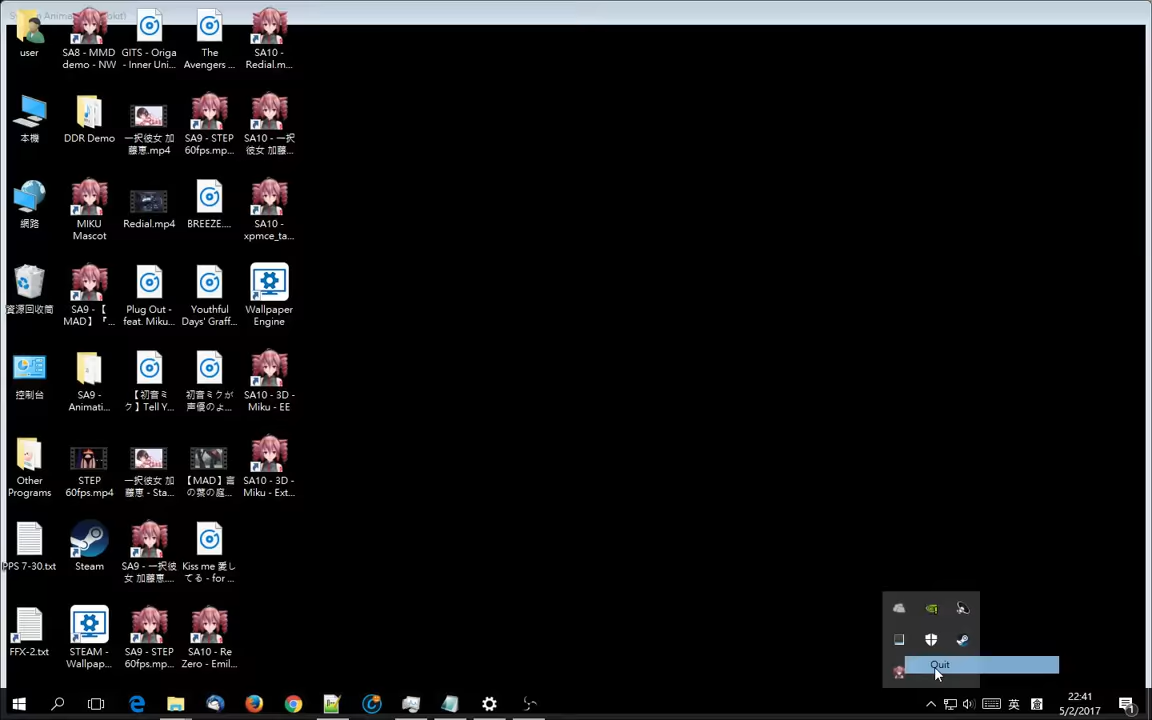 user
SA8 - MMD
demo - NW
GITS - Origa
- Inner Uni...
The
Avengers ...
SA10 -
Redial.m...
本機
DDR Demo
一択彼女 加
藤恵.mp4
SA9 - STEP
60fps.mp...
SA10 - 一択
彼女 加藤...
網路
MIKU
Mascot
Redial.mp4
BREEZE....
SA10 -
xpmce_ta...
資源回收筒
SA9 - 【
MAD】『...
Plug Out -
feat. Miku...
Youthful
Days' Graff...
Wallpaper
Engine
控制台
SA9 -
Animati...
【初音ミ
ク】Tell Y...
初音ミクが
声優のょ...
SA10 - 3D -
Miku - EE
Other
Programs
STEP
60fps.mp4
一択彼女 加
藤恵 - Sta...
【MAD】言
の葉の庭...
SA10 - 3D -
Miku - Ext...
PPS 7-30.txt
Steam
SA9 - 一択彼
女 加藤恵....
Kiss me 愛し
てる - for ...
FFX-2.txt
STEAM -
Wallpap...
SA9 - STEP
60fps.mp...
SA10 - Re
Zero - Emil...
Quit
英
22:41
5/2/2017
1